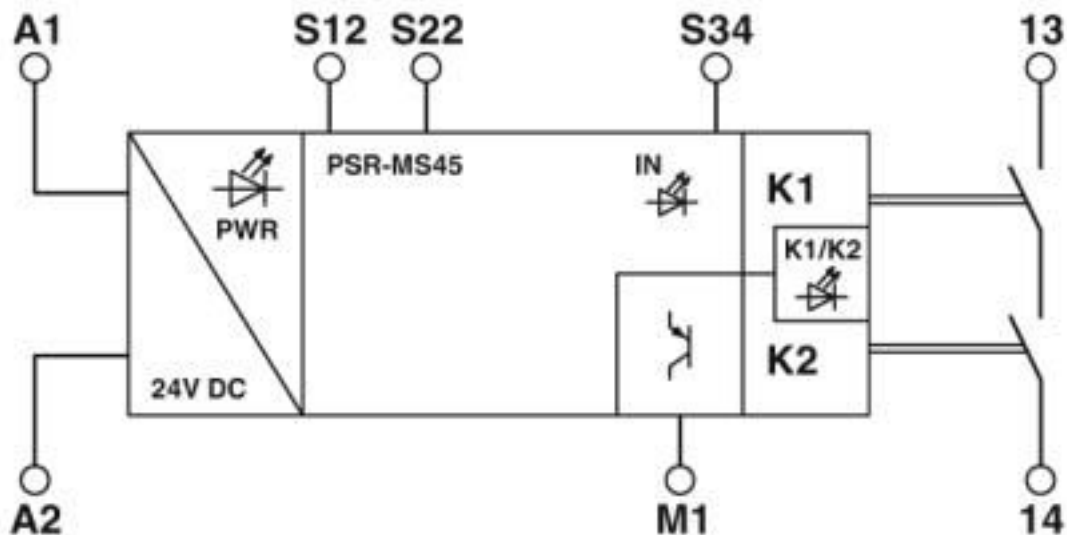 A1 S12 S22 S34 13
PSR-MS45 IN
K1
PWR
K1/K2
K2
24V DC
A2 M1 14